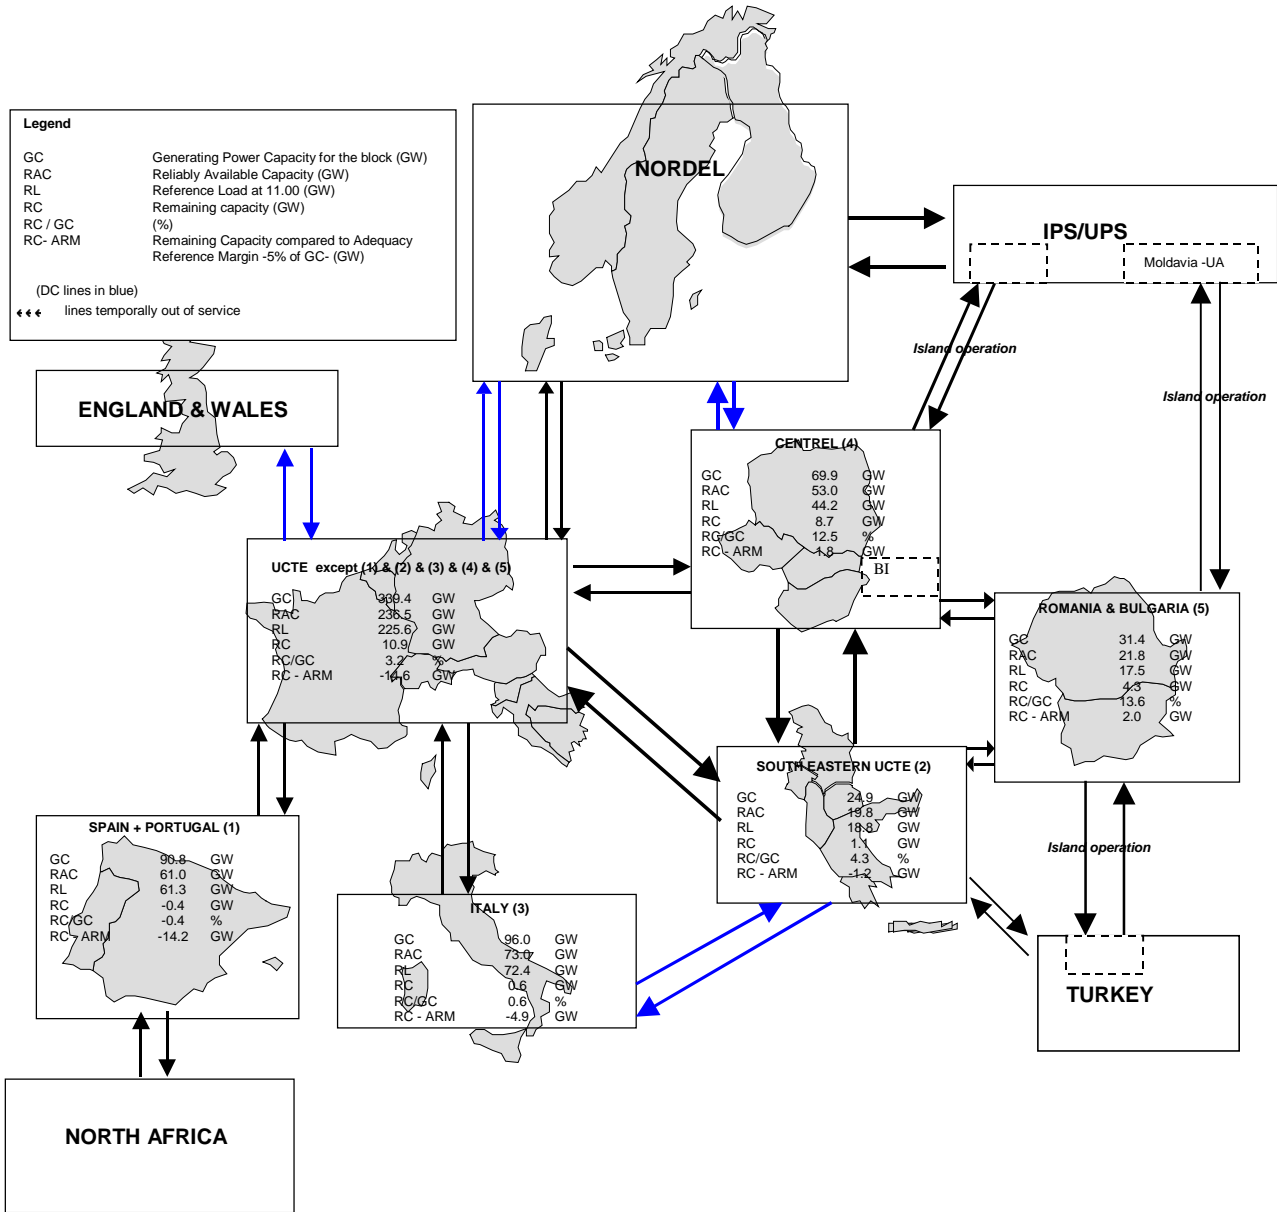 Legend
GC Generating Power Capacity for the block (GW)
RAC Reliably Available Capacity (GW)
RL Reference Load at 11.00 (GW)
RC Remaining capacity (GW)
RC / GC (%)
RC- ARM Remaining Capacity compared to Adequacy
Reference Margin -5% of GC- (GW)
(DC lines in blue)
lines temporally out of service
NORDEL
IPS/UPS
Moldavia -UA
Island operation
Island operation
ENGLAND & WALES
CENTREL (4)
GC 69.9 GW
RAC 53.0 GW
RL 44.2 GW
RC 8.7 GW
RC/GC 12.5 %
RC - ARM 1.8 GW
BI
UCTE except (1) & (2) & (3) & (4) & (5)
GC 339.4 GW
RAC 236.5 GW
RL 225.6 GW
RC 10.9 GW
RC/GC 3.2 %
RC - ARM -14.6 GW
ROMANIA & BULGARIA (5)
GC 31.4 GW
RAC 21.8 GW
RL 17.5 GW
RC 4.3 GW
RC/GC 13.6 %
RC - ARM 2.0 GW
SOUTH EASTERN UCTE (2)
GC 24.9 GW
RAC 19.8 GW
RL 18.8 GW
RC 1.1 GW
RC/GC 4.3 %
RC - ARM -1.2 GW
Island operation
SPAIN + PORTUGAL (1)
GC 90.8 GW
RAC 61.0 GW
RL 61.3 GW
RC -0.4 GW
RC/GC -0.4 %
RC - ARM -14.2 GW
ITALY (3)
GC 96.0 GW
RAC 73.0 GW
RL 72.4 GW
RC 0.6 GW
RC/GC 0.6 %
RC - ARM -4.9 GW
TURKEY
NORTH AFRICA